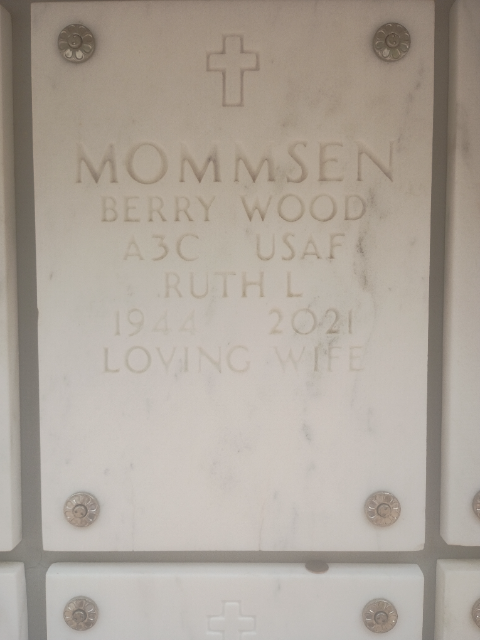 MOMMSEN
BERRY WOOD
A3C USAF
RUTH L
1944 2021
LOVING WIFE